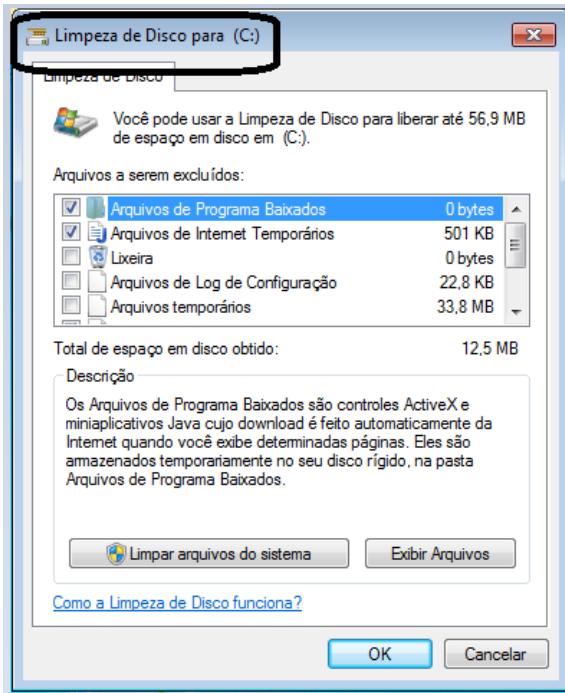 Limpeza de Disco para (C:)
Limpeza de Disco
Você pode usar a Limpeza de Disco para liberar até 56,9 MB
de espaço em disco em (C:).
Arquivos a serem excluídos:
Arquivos de Programa Baixados 0 bytes
Arquivos de Internet Temporários 501 KB
Lixeira 0 bytes
Arquivos de Log de Configuração 22,8 KB
Arquivos temporários 33,8 MB
Total de espaço em disco obtido: 12,5 MB
Descrição
Os Arquivos de Programa Baixados são controles ActiveX e
miniaplicativos Java cujo download é feito automaticamente da
Internet quando você exibe determinadas páginas. Eles são
armazenados temporariamente no seu disco rígido, na pasta
Arquivos de Programa Baixados.
Limpar arquivos do sistema Exibir Arquivos
Como a Limpeza de Disco funciona?
OK Cancelar